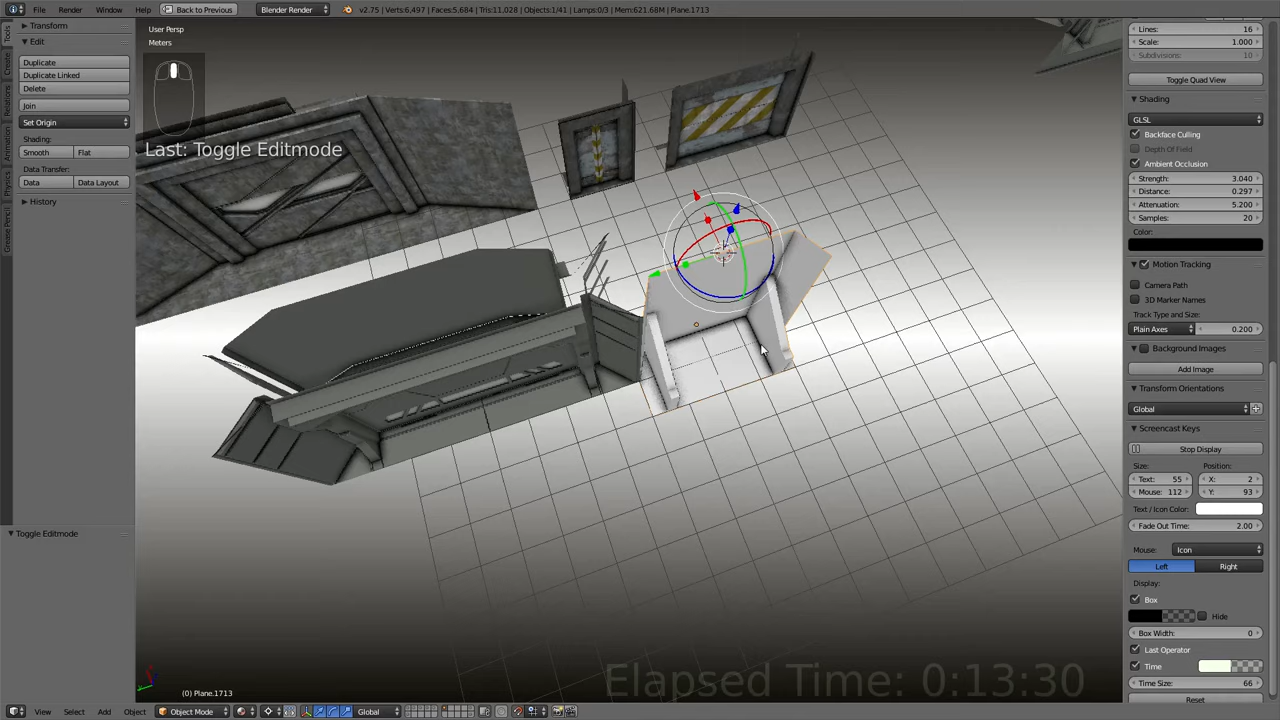 File
Render
Window
Help
Back to Previous
Blender Render
v2.75 | Verts:6,497 | Faces:5,684 | Tris:11,028 | Objects:1/41 | Lamps:0/3 | Mem:621.68M | Plane.1713
Tools
Create
Relations
Animation
Physics
Grease Pencil
Transform
Edit
Duplicate
Duplicate Linked
Delete
Join
Set Origin
Shading:
Smooth
Flat
Data Transfer:
Data
Data Layout
History
Toggle Editmode
User Persp
Meters
Last: Toggle Editmode
Elapsed Time: 0:13:30
(0) Plane.1713
Lines: 16
Scale: 1.000
Subdivisions: 10
Toggle Quad View
Shading
GLSL
Backface Culling
Depth Of Field
Ambient Occlusion
Strength: 3.040
Distance: 0.297
Attenuation: 5.200
Samples: 20
Color:
Motion Tracking
Camera Path
3D Marker Names
Track Type and Size:
Plain Axes 0.200
Background Images
Add Image
Transform Orientations
Global
Screencast Keys
Stop Display
Size: Position:
Text: 55 X: 2
Mouse: 112 Y: 93
Text / Icon Color:
Fade Out Time: 2.00
Mouse: Icon
Left Right
Display:
Box
Hide
Box Width: 0
Last Operator
Time
Time Size: 66
Reset
View
Select
Add
Object
Object Mode
Global